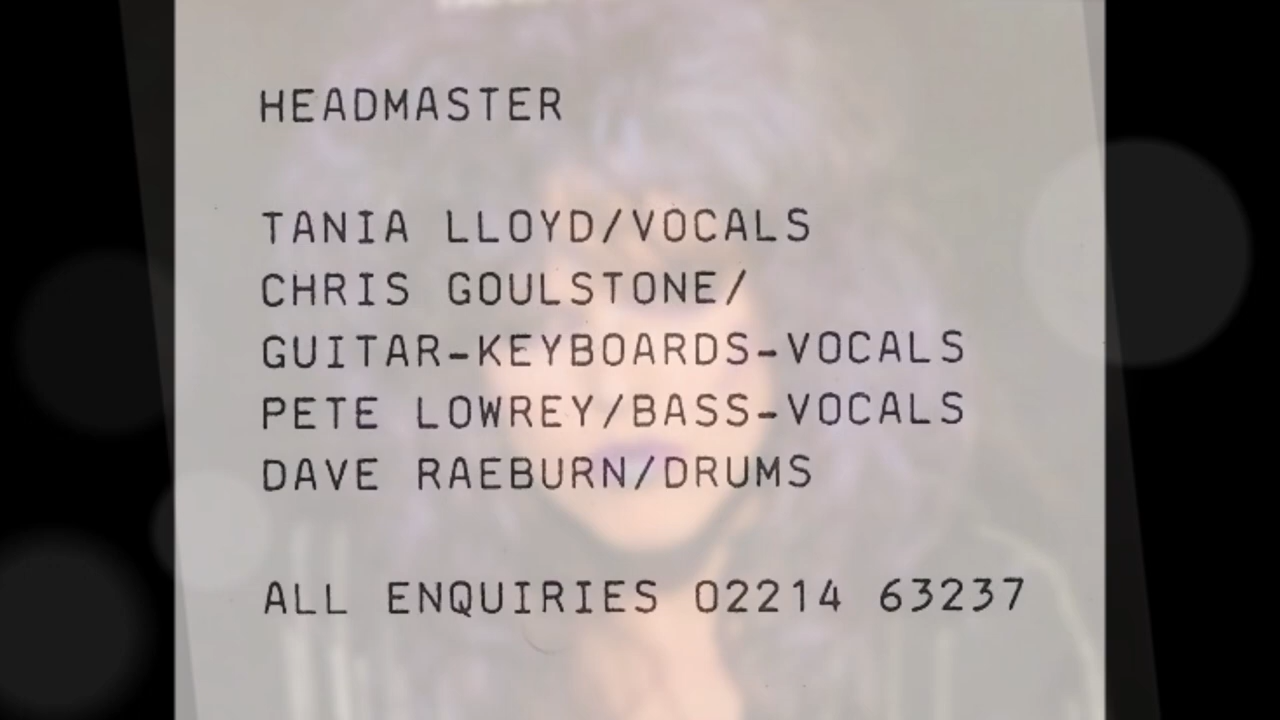 HEADMASTER
TANIA LLOYD/VOCALS
CHRIS GOULSTONE/
GUITAR-KEYBOARDS-VOCALS
PETE LOWREY/BASS-VOCALS
DAVE RAEBURN/DRUMS
ALL ENQUIRIES 02214 63237